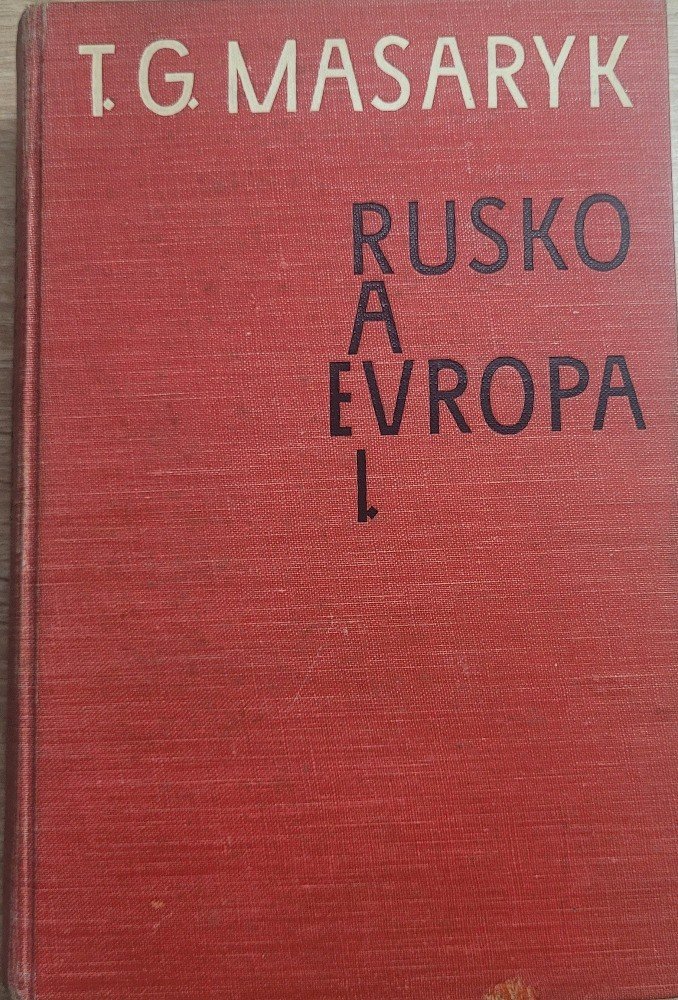 T. G. MASARYK
RUSKO
A
EVROPA
I.